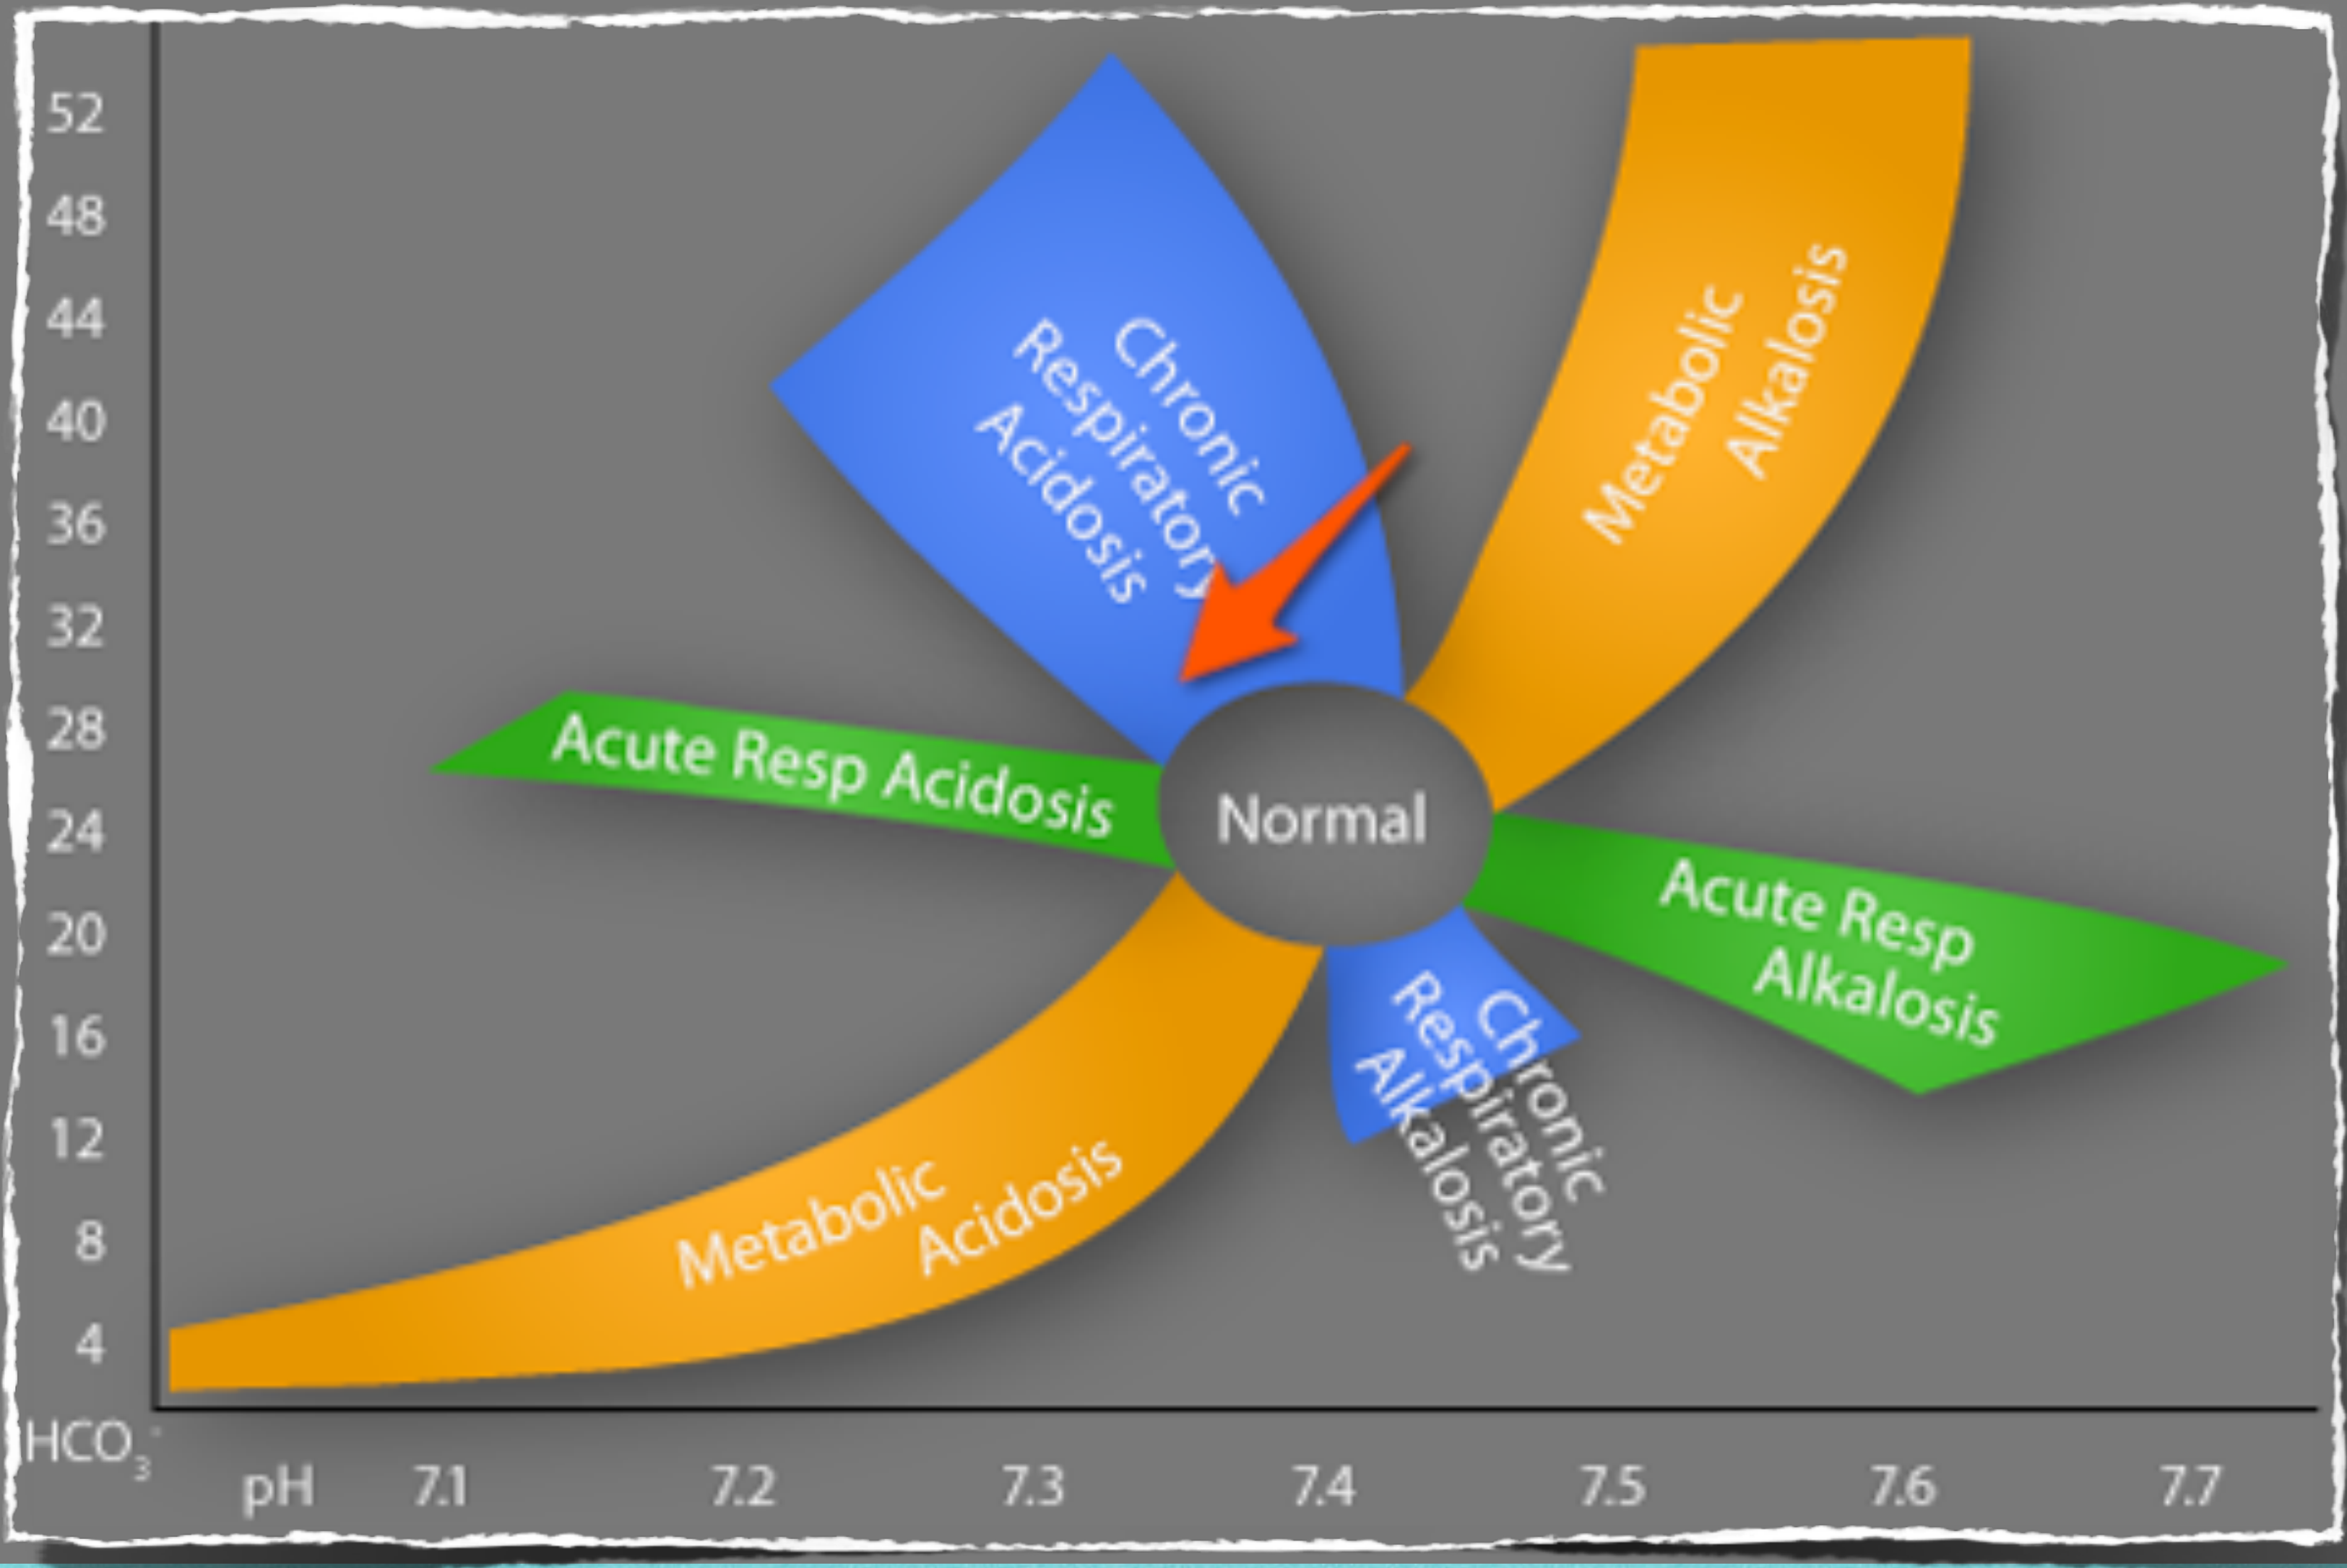 52
48
44
40
36
32
28
24
20
16
12
8
4
HCO₃⁻
pH 7.1 7.2 7.3 7.4 7.5 7.6 7.7
Chronic
Respiratory
Acidosis
Metabolic
Alkalosis
Acute Resp Acidosis
Normal
Acute Resp
Alkalosis
Chronic
Respiratory
Alkalosis
Metabolic
Acidosis